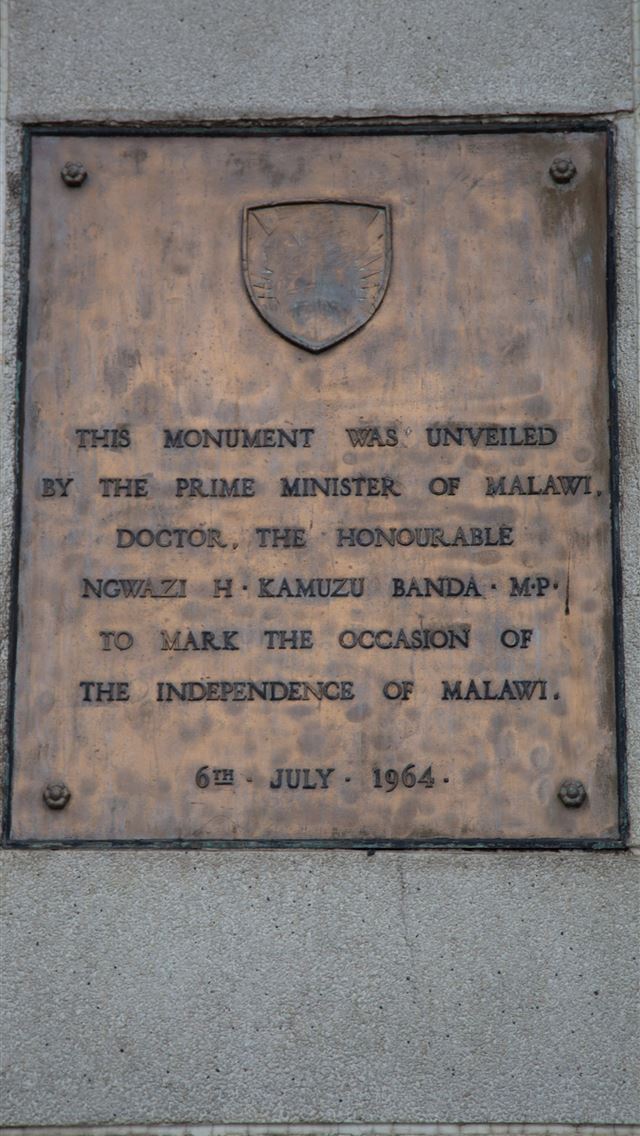 THIS MONUMENT WAS UNVEILED
BY THE PRIME MINISTER OF MALAWI,
DOCTOR, THE HONOURABLE
NGWAZI H · KAMUZU BANDA · M·P·
TO MARK THE OCCASION OF
THE INDEPENDENCE OF MALAWI.
6TH · JULY · 1964 ·